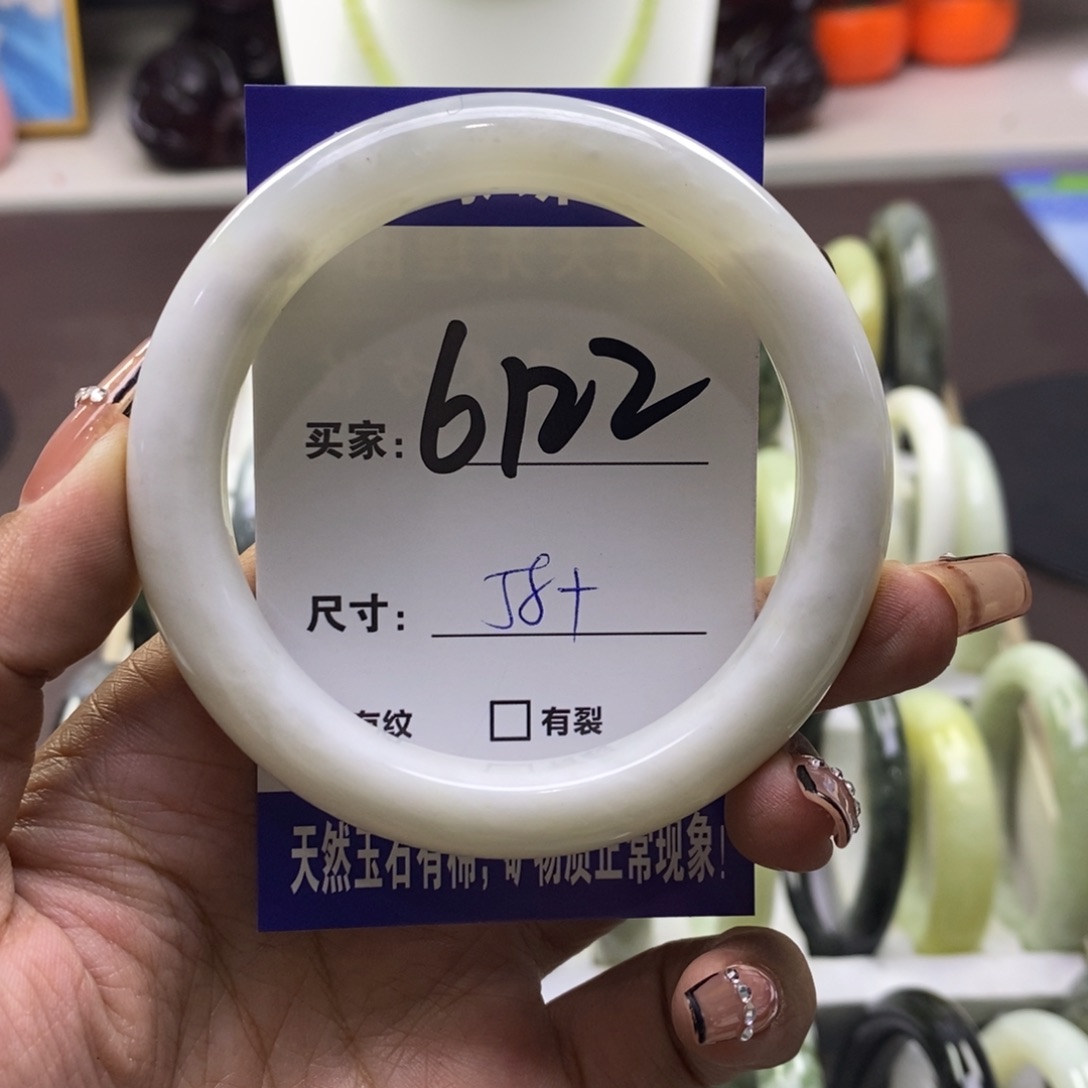 买家: 6122
尺寸: 58+
有纹 有裂
天然玉石有棉, 矿物质正常现象!